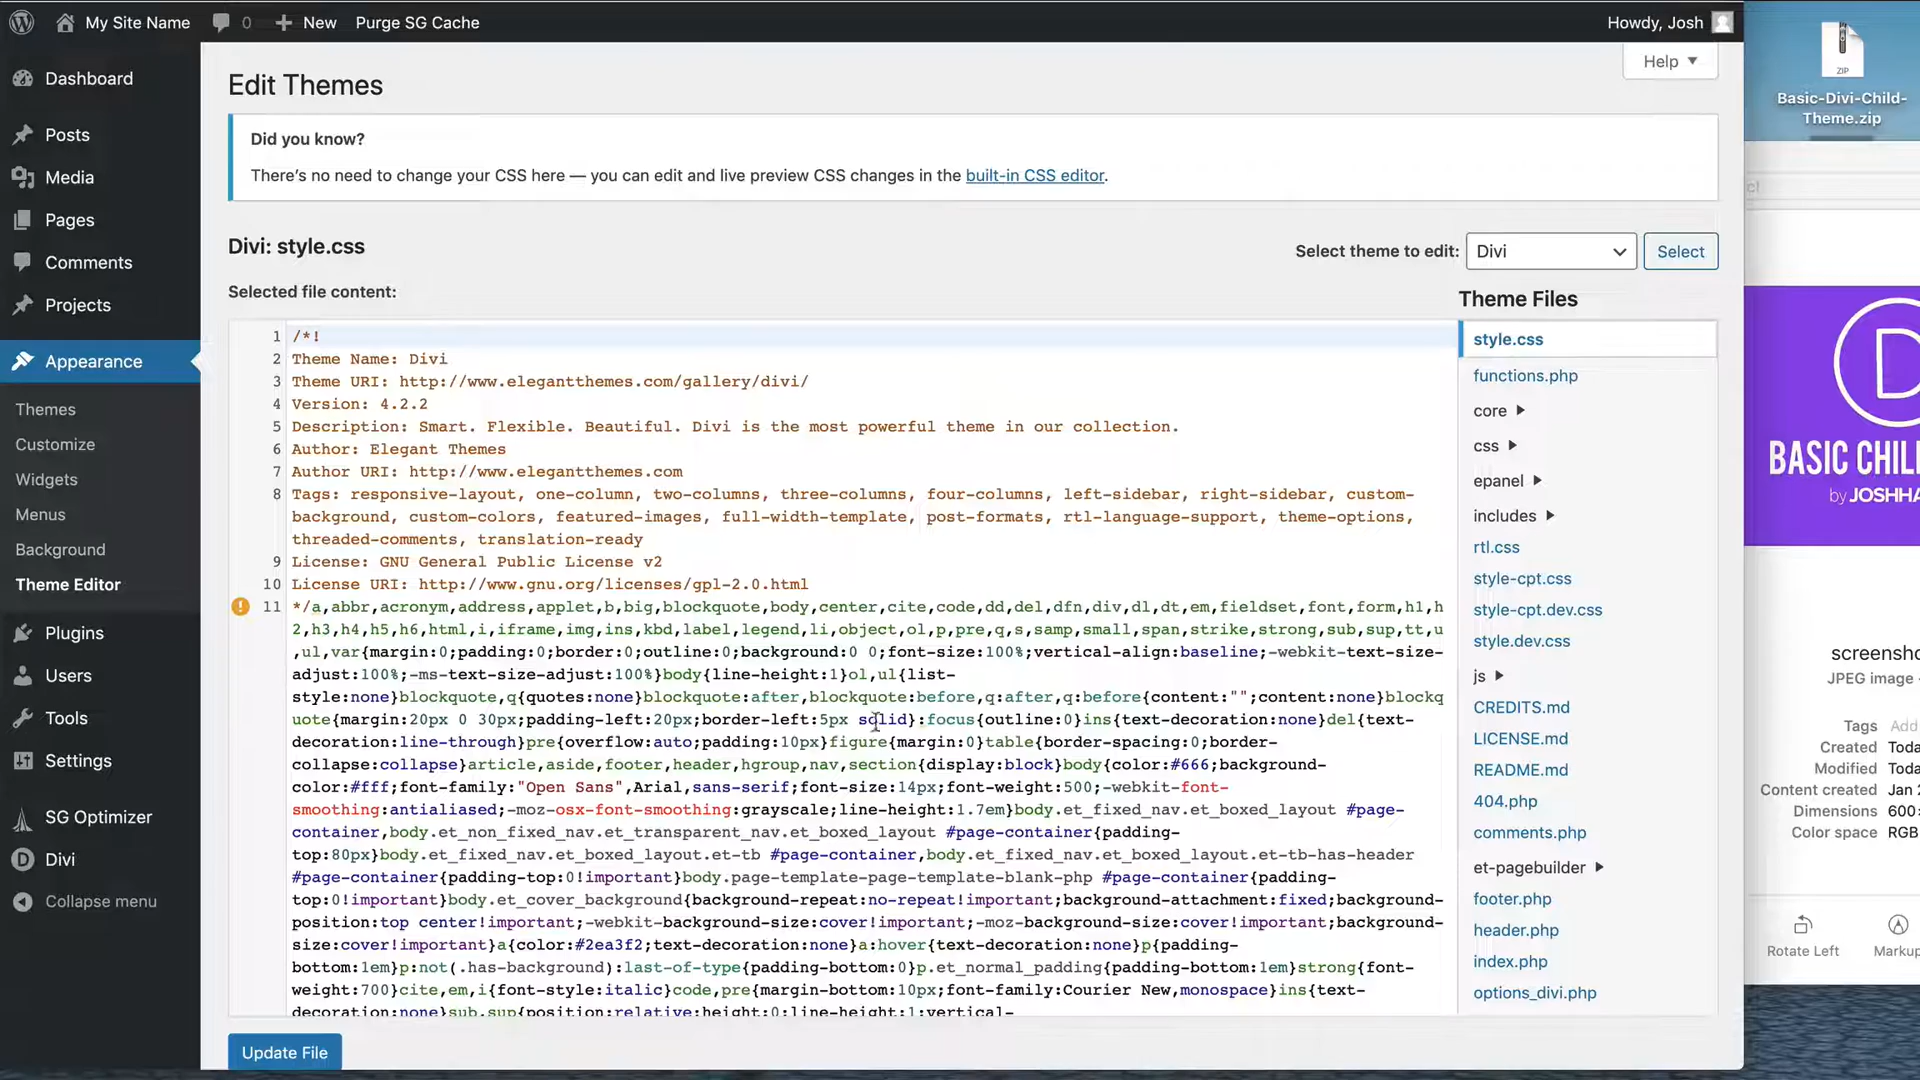 My Site Name 0 New Purge SG Cache Howdy, Josh
Dashboard
Posts
Media
Pages
Comments
Projects
Appearance
Themes
Customize
Widgets
Menus
Background
Theme Editor
Plugins
Users
Tools
Settings
SG Optimizer
Divi
Collapse menu
Help
Edit Themes
Did you know?
There's no need to change your CSS here — you can edit and live preview CSS changes in the built-in CSS editor.
Divi: style.css
Select theme to edit: Divi Select
Selected file content:
1 /*!
2 Theme Name: Divi
3 Theme URI: http://www.elegantthemes.com/gallery/divi/
4 Version: 4.2.2
5 Description: Smart. Flexible. Beautiful. Divi is the most powerful theme in our collection.
6 Author: Elegant Themes
7 Author URI: http://www.elegantthemes.com
8 Tags: responsive-layout, one-column, two-columns, three-columns, four-columns, left-sidebar, right-sidebar, custom-
background, custom-colors, featured-images, full-width-template, post-formats, rtl-language-support, theme-options,
threaded-comments, translation-ready
9 License: GNU General Public License v2
10 License URI: http://www.gnu.org/licenses/gpl-2.0.html
11 */a,abbr,acronym,address,applet,b,big,blockquote,body,center,cite,code,dd,del,dfn,div,dl,dt,em,fieldset,font,form,h1,h
2,h3,h4,h5,h6,html,i,iframe,img,ins,kbd,label,legend,li,object,ol,p,pre,q,s,samp,small,span,strike,strong,sub,sup,tt,u
,ul,var{margin:0;padding:0;border:0;outline:0;background:0 0;font-size:100%;vertical-align:baseline;-webkit-text-size-
adjust:100%;-ms-text-size-adjust:100%}body{line-height:1}ol,ul{list-
style:none}blockquote,q{quotes:none}blockquote:after,blockquote:before,q:after,q:before{content:"";content:none}blockq
uote{margin:20px 0 30px;padding-left:20px;border-left:5px solid}:focus{outline:0}ins{text-decoration:none}del{text-
decoration:line-through}pre{overflow:auto;padding:10px}figure{margin:0}table{border-spacing:0;border-
collapse:collapse}article,aside,footer,header,hgroup,nav,section{display:block}body{color:#666;background-
color:#fff;font-family:"Open Sans",Arial,sans-serif;font-size:14px;font-weight:500;-webkit-font-
smoothing:antialiased;-moz-osx-font-smoothing:grayscale;line-height:1.7em}body.et_fixed_nav.et_boxed_layout #page-
container,body.et_non_fixed_nav.et_transparent_nav.et_boxed_layout #page-container{padding-
top:80px}body.et_fixed_nav.et_boxed_layout.et-tb #page-container,body.et_fixed_nav.et_boxed_layout.et-tb-has-header
#page-container{padding-top:0!important}body.page-template-page-template-blank-php #page-container{padding-
top:0!important}body.et_cover_background{background-repeat:no-repeat!important;background-attachment:fixed;background-
position:top center!important;-webkit-background-size:cover!important;-moz-background-size:cover!important;background-
size:cover!important}a{color:#2ea3f2;text-decoration:none}a:hover{text-decoration:none}p{padding-
bottom:1em}p:not(.has-background):last-of-type{padding-bottom:0}p.et_normal_padding{padding-bottom:1em}strong{font-
weight:700}cite,em,i{font-style:italic}code,pre{margin-bottom:10px;font-family:Courier New,monospace}ins{text-
decoration:none}sub,sup{position:relative;height:0;line-height:1;vertical-
Update File
Theme Files
style.css
functions.php
core
css
epanel
includes
rtl.css
style-cpt.css
style-cpt.dev.css
style.dev.css
js
CREDITS.md
LICENSE.md
README.md
404.php
comments.php
et-pagebuilder
footer.php
header.php
index.php
options_divi.php
ZIP
Basic-Divi-Child-
Theme.zip
D
BASIC CHIL
by JOSHHA
screensho
JPEG image -
Tags Add
Created Toda
Modified Toda
Content created Jan 2
Dimensions 600
Color space RGB
Rotate Left Markup